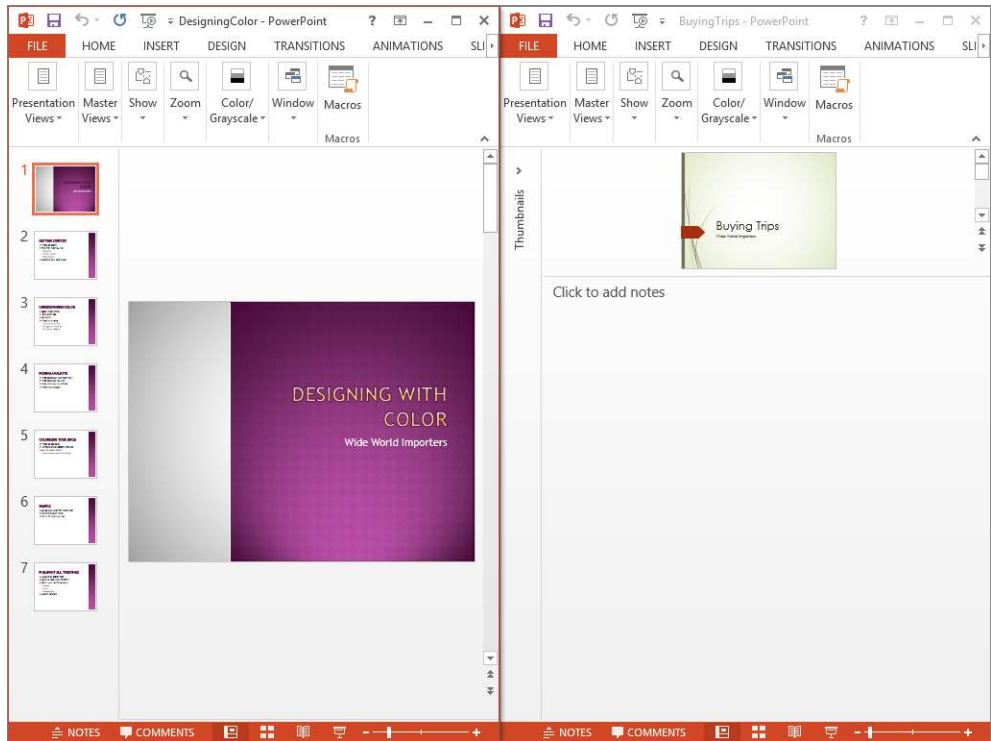 DesigningColor - PowerPoint
FILE HOME INSERT DESIGN TRANSITIONS ANIMATIONS SLI
Presentation Views
Master Views
Show
Zoom
Color/ Grayscale
Window
Macros
Macros
1
2
3
4
5
6
7
DESIGNING WITH
COLOR
Wide World Importers
NOTES COMMENTS
BuyingTrips - PowerPoint
FILE HOME INSERT DESIGN TRANSITIONS ANIMATIONS SLI
Presentation Views
Master Views
Show
Zoom
Color/ Grayscale
Window
Macros
Macros
Thumbnails
Buying Trips
Wide World Importers
Click to add notes
NOTES COMMENTS